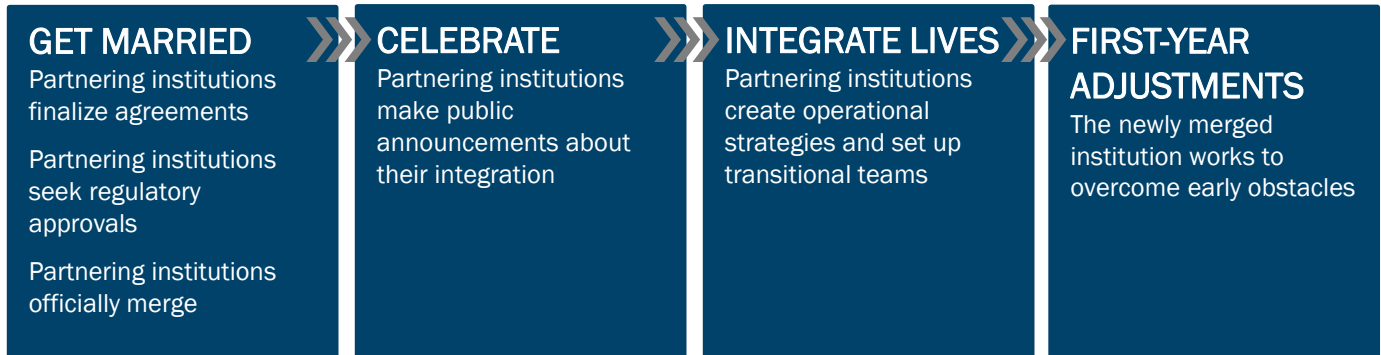 GET MARRIED
Partnering institutions
finalize agreements
Partnering institutions
seek regulatory
approvals
Partnering institutions
officially merge
CELEBRATE
Partnering institutions
make public
announcements about
their integration
INTEGRATE LIVES
Partnering institutions
create operational
strategies and set up
transitional teams
FIRST-YEAR
ADJUSTMENTS
The newly merged
institution works to
overcome early obstacles